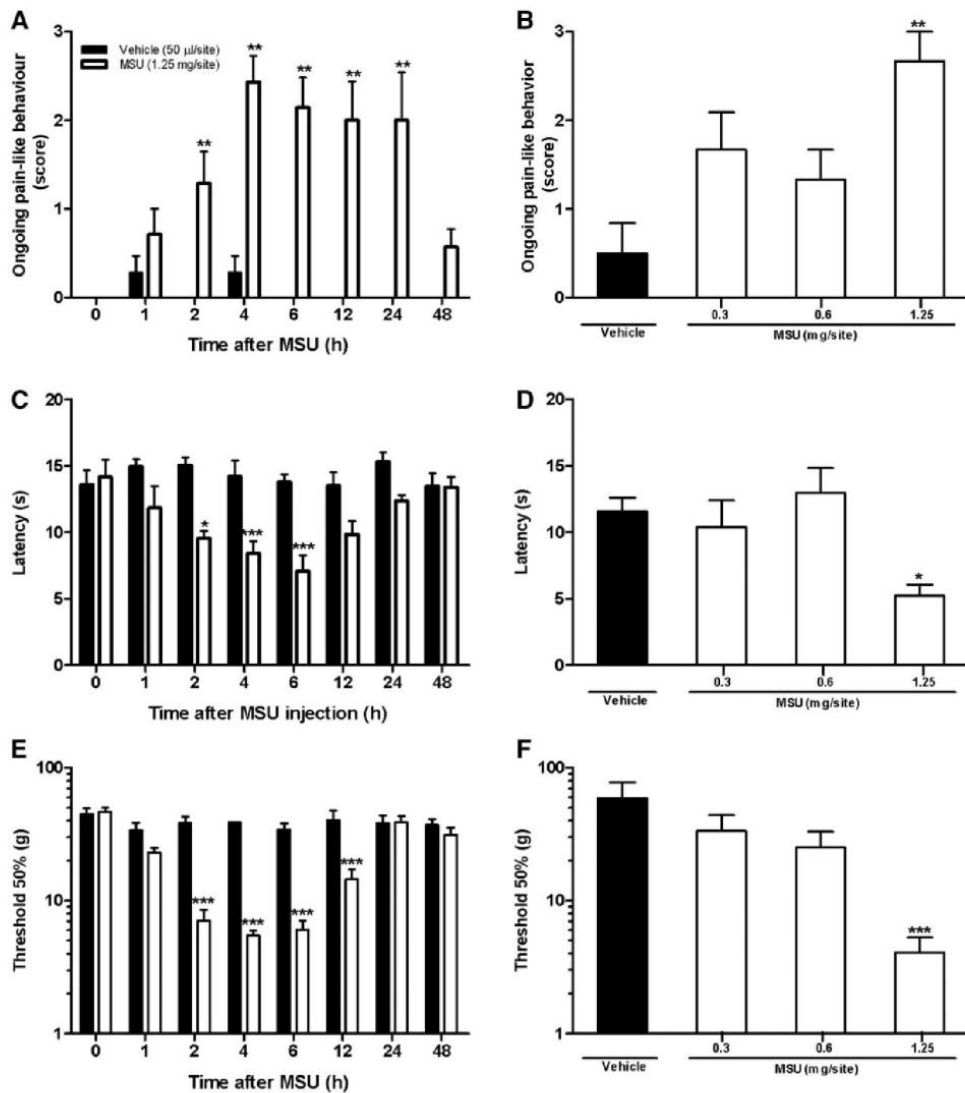 A
Ongoing pain-like behaviour
(score)
3
2
1
0
Vehicle (50 µl/site)
MSU (1.25 mg/site)
**
**
**
**
**
0 1 2 4 6 12 24 48
Time after MSU (h)
B
Ongoing pain-like behavior
(score)
3
2
1
0
**
0.3 0.6 1.25
Vehicle MSU (mg/site)
C
Latency (s)
20
15
10
5
0
*
***
***
0 1 2 4 6 12 24 48
Time after MSU injection (h)
D
Latency (s)
20
15
10
5
0
*
0.3 0.6 1.25
Vehicle MSU (mg/site)
E
Threshold 50% (g)
100
10
1
***
***
***
***
0 1 2 4 6 12 24 48
Time after MSU (h)
F
Threshold 50% (g)
100
10
1
***
0.3 0.6 1.25
Vehicle MSU (mg/site)